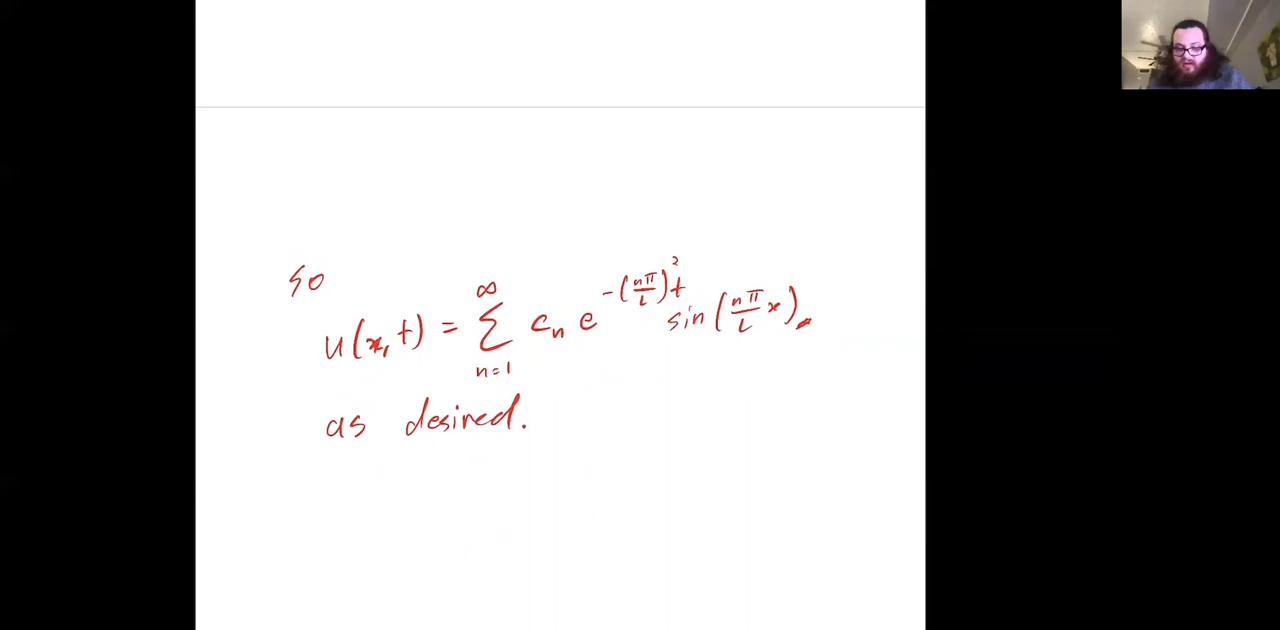 so
u(x,t) = ∑_{n=1}^{∞} c_n e^{-(nπ/L)^2 t} sin(nπ/L x).
as desired.